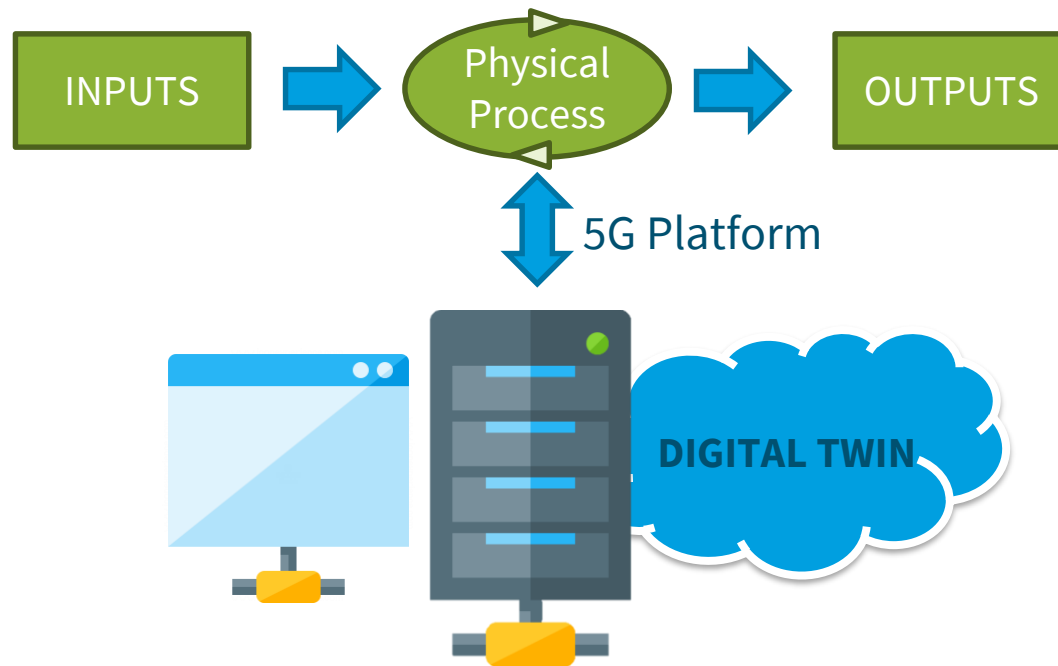 INPUTS
Physical
Process
OUTPUTS
5G Platform
DIGITAL TWIN